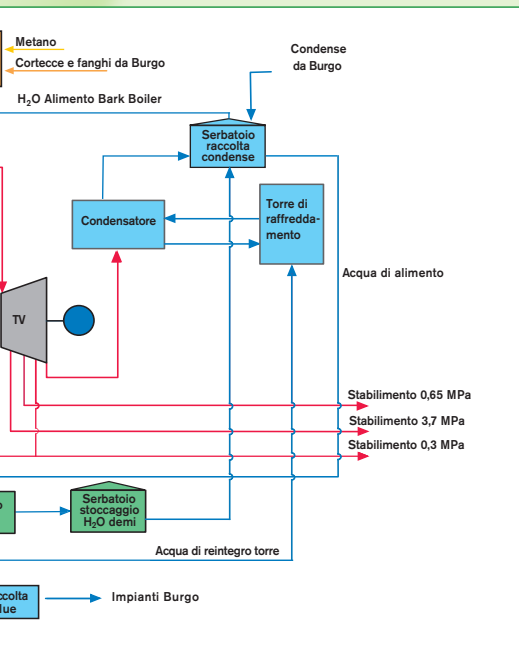 Metano
Cortecce e fanghi da Burgo
Condense
da Burgo
H₂O Alimento Bark Boiler
Serbatoio
raccolta
condense
Condensatore
Torre di
raffredda-
mento
Acqua di alimento
TV
Stabilimento 0,65 MPa
Stabilimento 3,7 MPa
Stabilimento 0,3 MPa
Serbatoio
stoccaggio
H₂O demi
Acqua di reintegro torre
Impianti Burgo